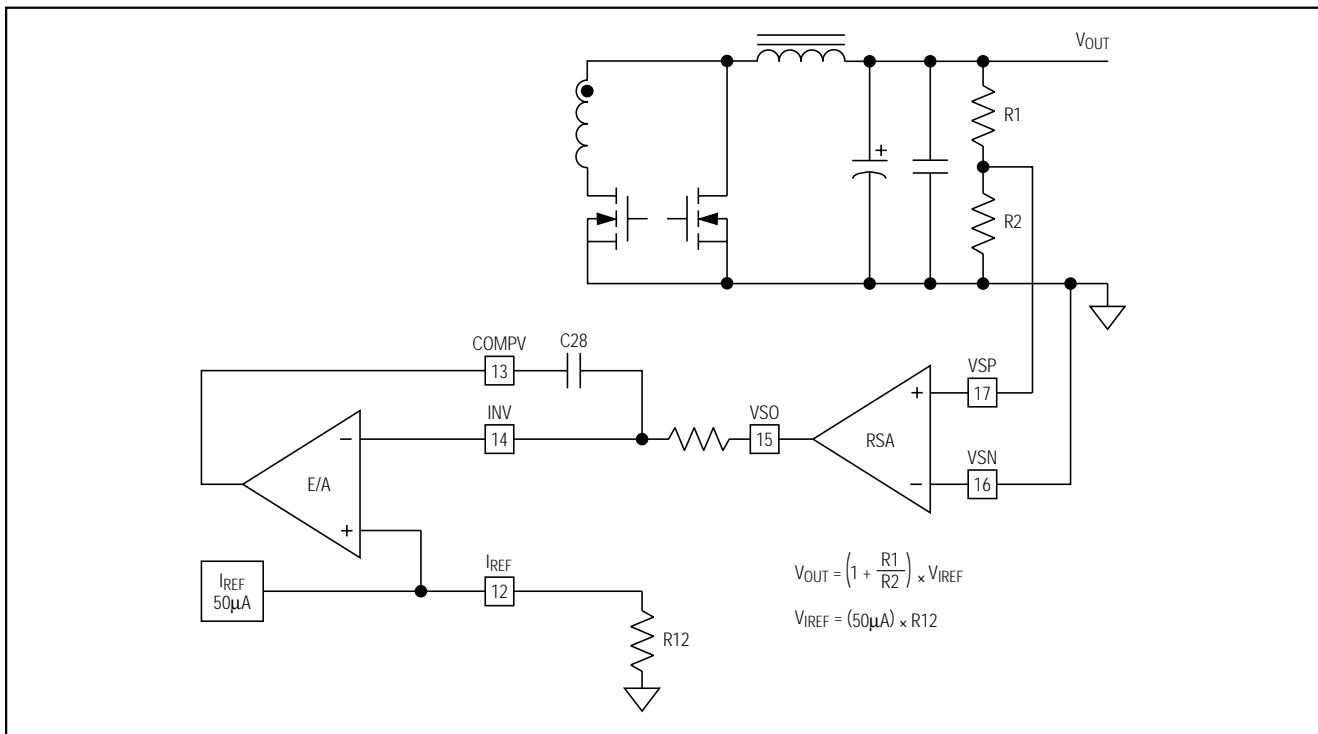 VOUT
R1
R2
+
COMPV
13
C28
INV
14
VSO
15
VSP
17
VSN
16
+
RSA
−
−
E/A
+
IREF
50µA
IREF
12
R12
VOUT = (1 + R1/R2) × VIREF
VIREF = (50µA) × R12